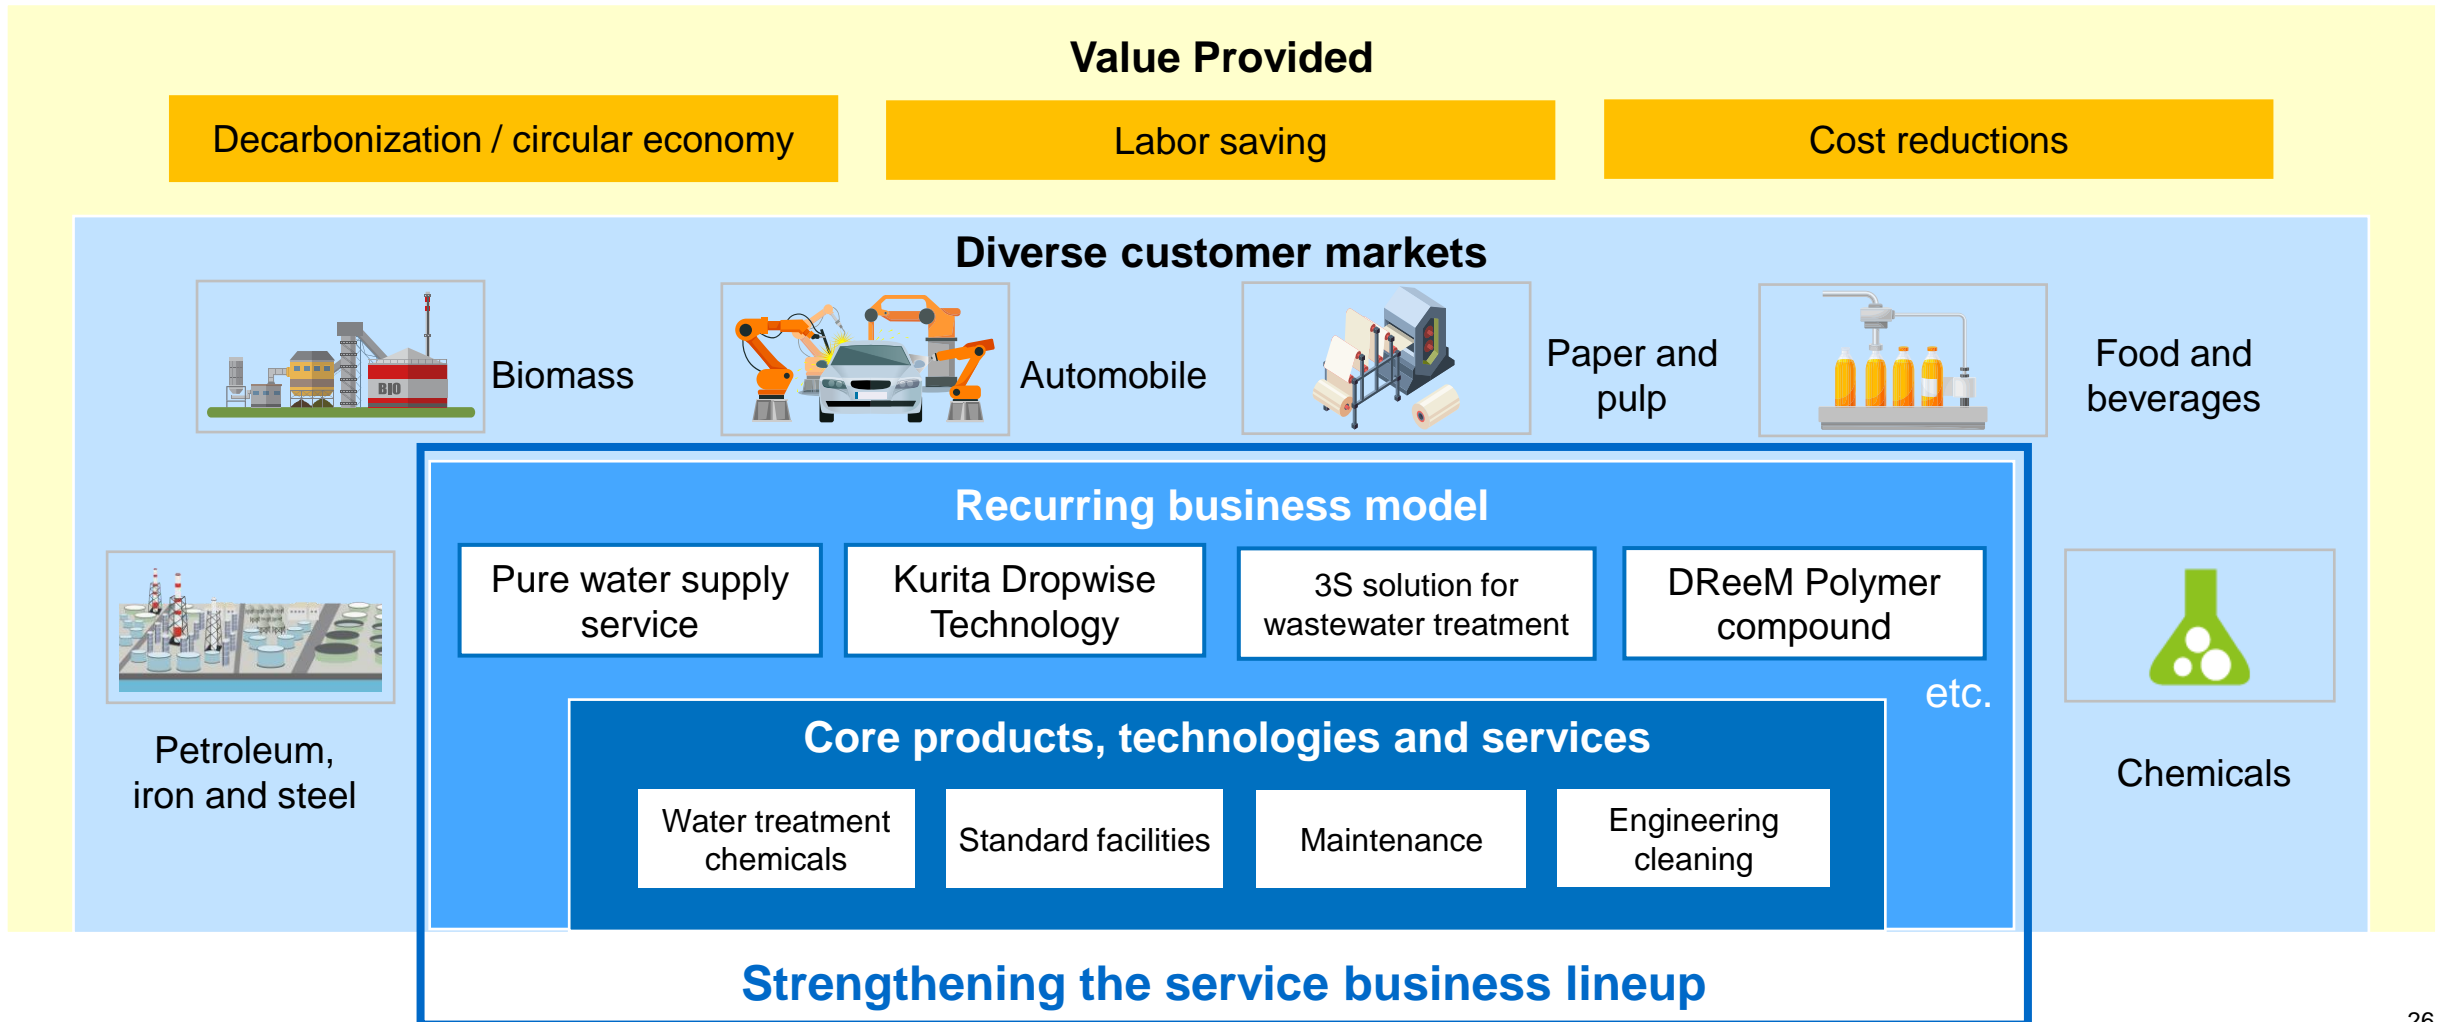 Value Provided
Decarbonization / circular economy
Labor saving
Cost reductions
Diverse customer markets
BIO
Biomass
Automobile
Paper and
pulp
Food and
beverages
Recurring business model
Pure water supply
service
Kurita Dropwise
Technology
3S solution for
wastewater treatment
DReeM Polymer
compound
etc.
Petroleum,
iron and steel
Chemicals
Core products, technologies and services
Water treatment
chemicals
Standard facilities
Maintenance
Engineering
cleaning
Strengthening the service business lineup
26